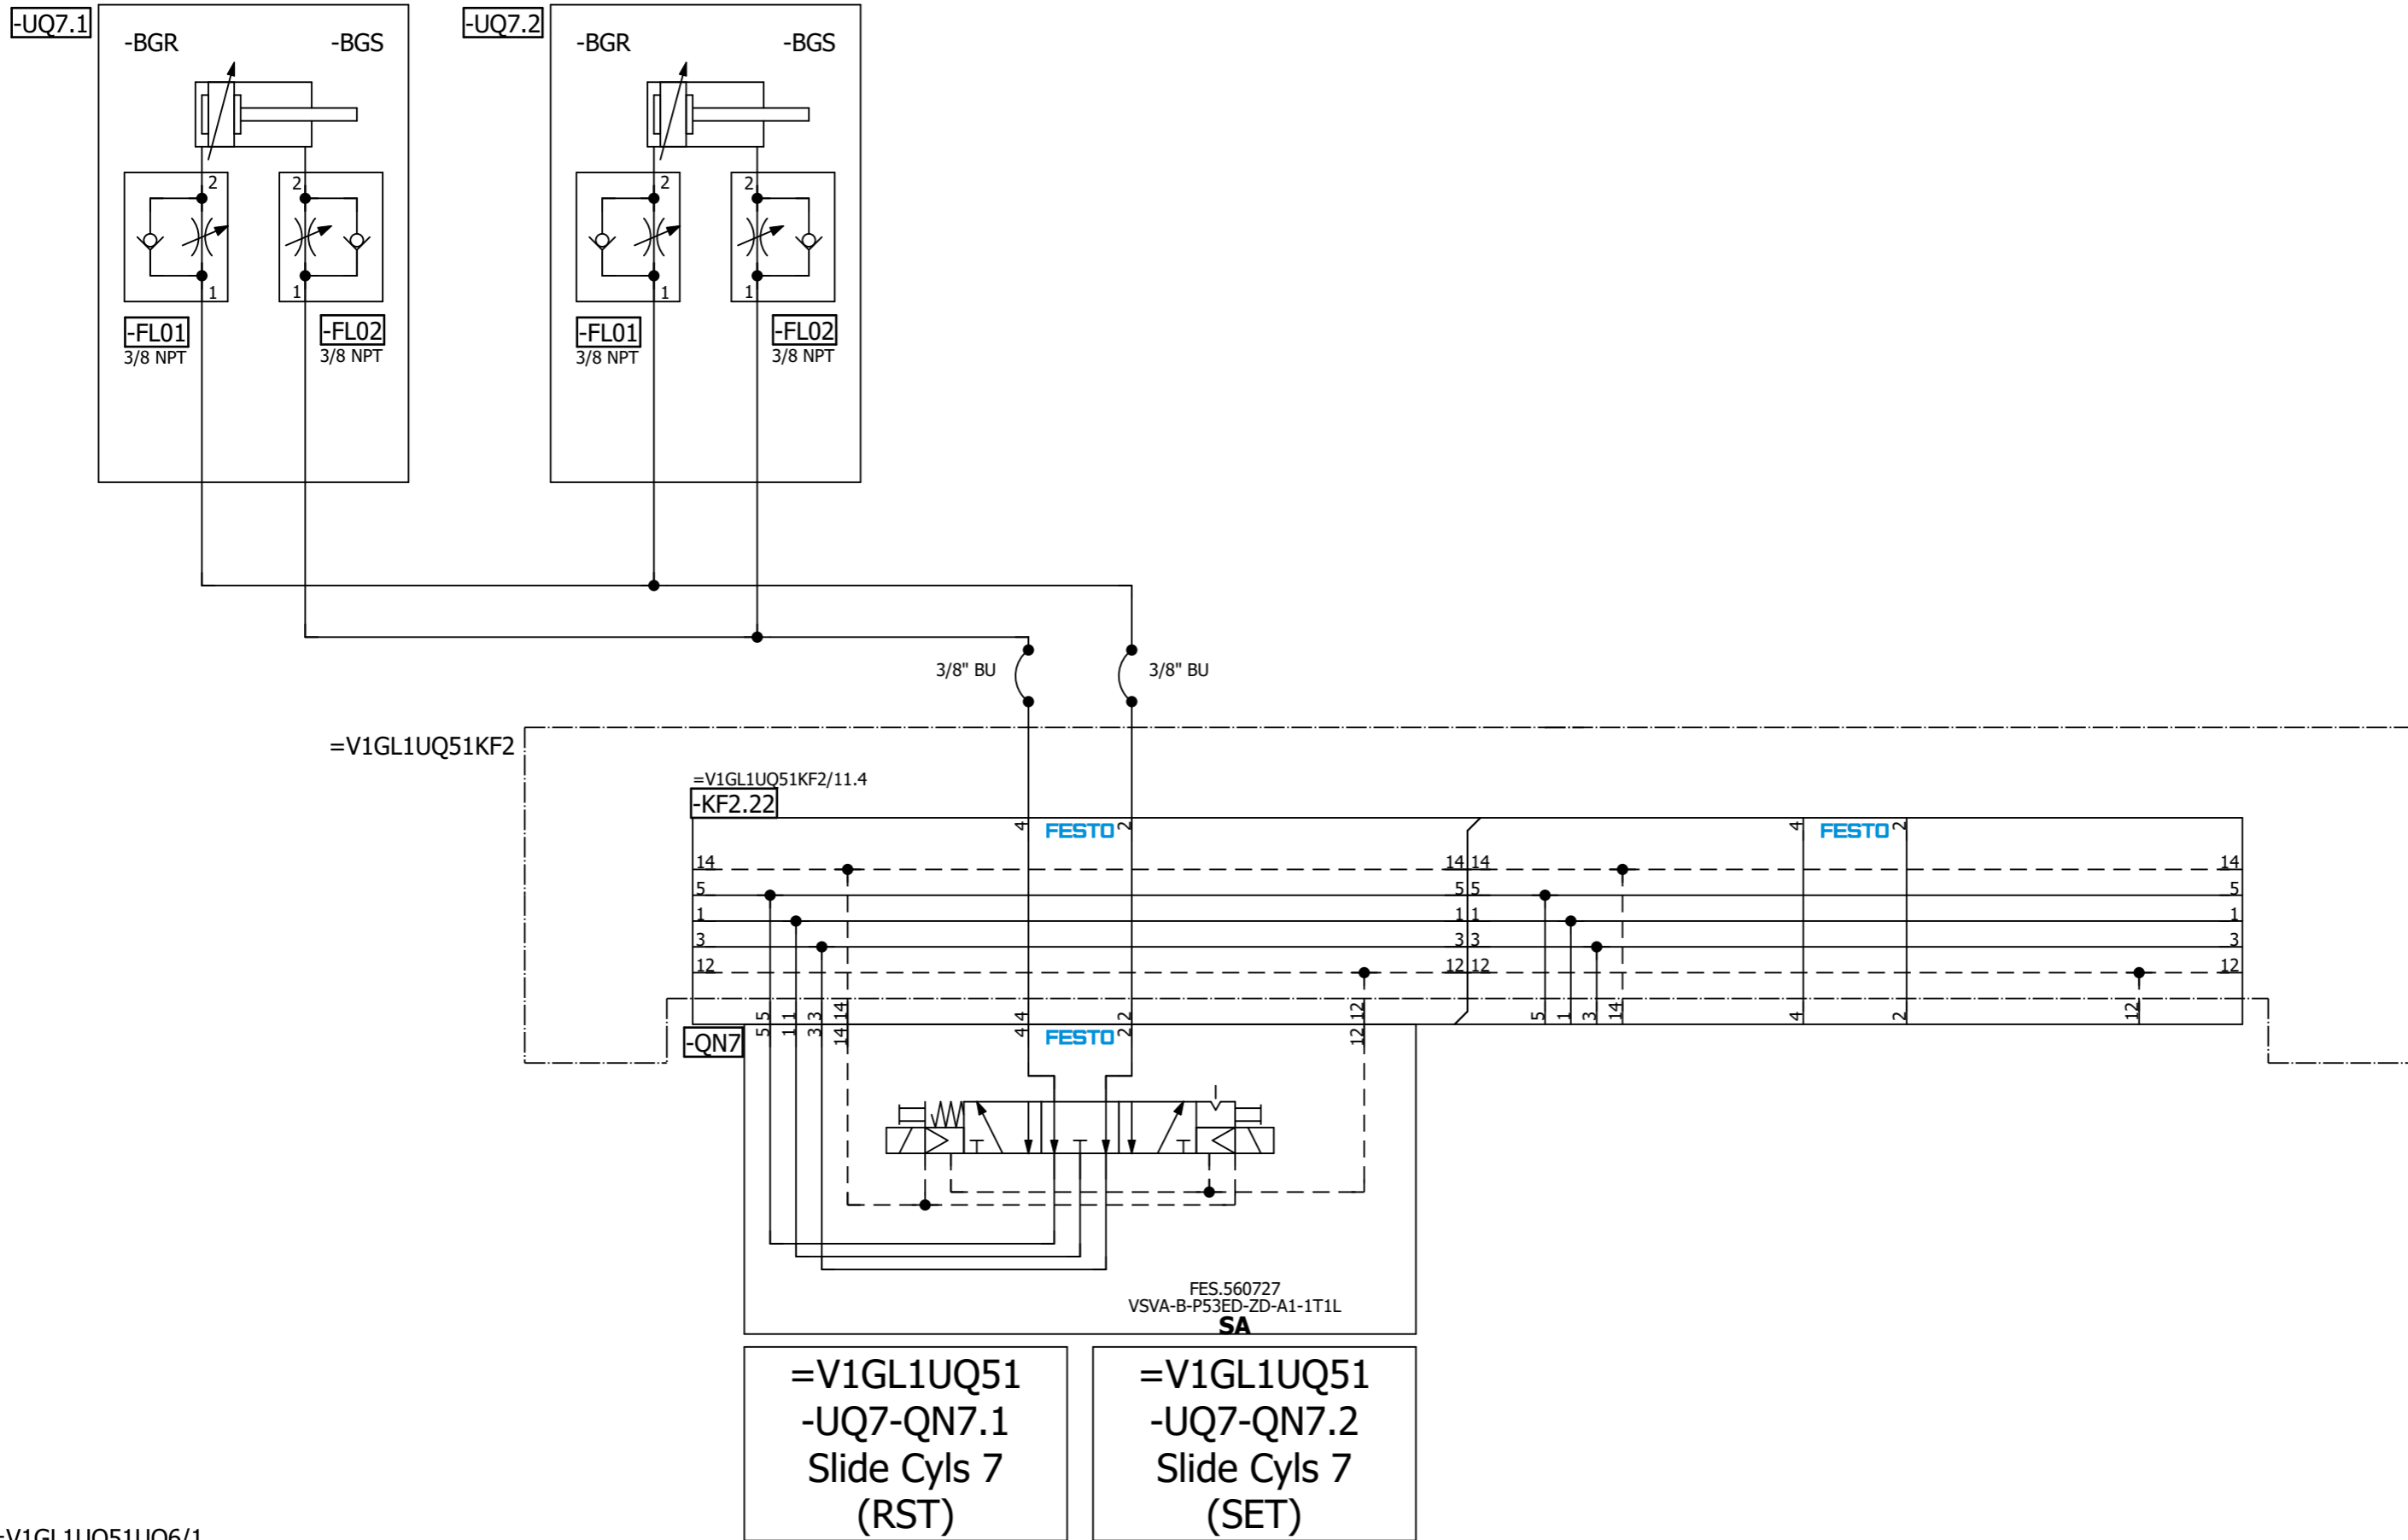 -UQ7.1
-BGR
-BGS
-UQ7.2
-BGR
-BGS
2
2
2
2
1
1
1
1
-FL01
3/8 NPT
-FL02
3/8 NPT
-FL01
3/8 NPT
-FL02
3/8 NPT
3/8" BU
3/8" BU
=V1GL1UQ51KF2
=V1GL1UQ51KF2/11.4
-KF2.22
4 FESTO 2
4 FESTO 2
14 14 14 14
5 5 5 5
1 1 1 1
3 3 3 3
12 12 12 12
5 1 3 14 4 2 12
5 1 3 14 4 2 12
-QN7
5 1 3 14 4 FESTO 2 12
FES.560727
VSVA-B-P53ED-ZD-A1-1T1L
SA
=V1GL1UQ51
-UQ7-QN7.1
Slide Cyls 7
(RST)
=V1GL1UQ51
-UQ7-QN7.2
Slide Cyls 7
(SET)
=V1GL1UQ51UQ6/1